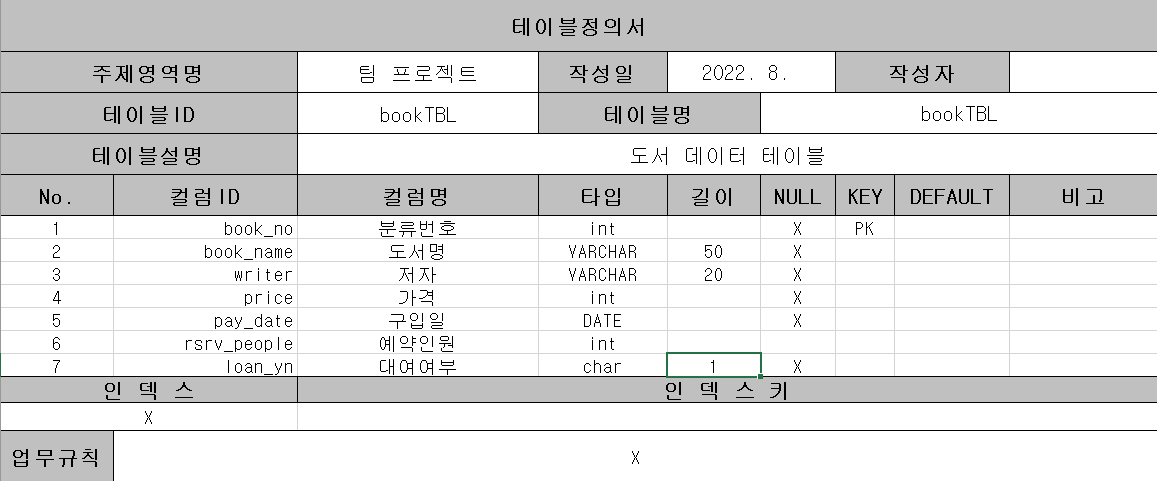 테이블정의서
주제영역명 팀 프로젝트 작성일 2022. 8. 작성자
테이블ID bookTBL 테이블명 bookTBL
테이블설명 도서 데이터 테이블
No. 컬럼ID 컬럼명 타입 길이 NULL KEY DEFAULT 비고
1 book_no 분류번호 int X PK
2 book_name 도서명 VARCHAR 50 X
3 writer 저자 VARCHAR 20 X
4 price 가격 int X
5 pay_date 구입일 DATE X
6 rsrv_people 예약인원 int
7 loan_yn 대여여부 char 1 X
인 덱 스 인 덱 스 키
X
업무규칙 X